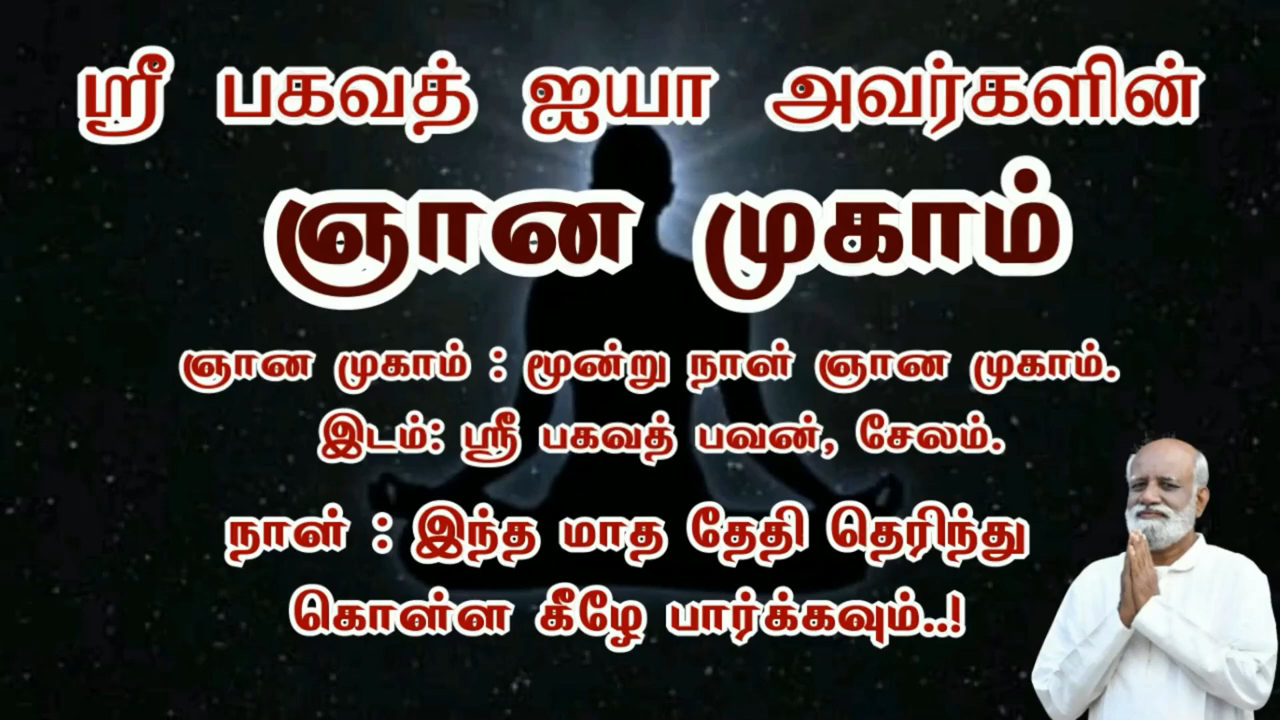 ஸ்ரீ பகவத் ஐயா அவர்களின்
ஞான முகாம்
ஞான முகாம் : மூன்று நாள் ஞான முகாம்.
இடம்: ஸ்ரீ பகவத் பவன், சேலம்.
நாள் : இந்த மாத தேதி தெரிந்து
கொள்ள கீழே பார்க்கவும்..!